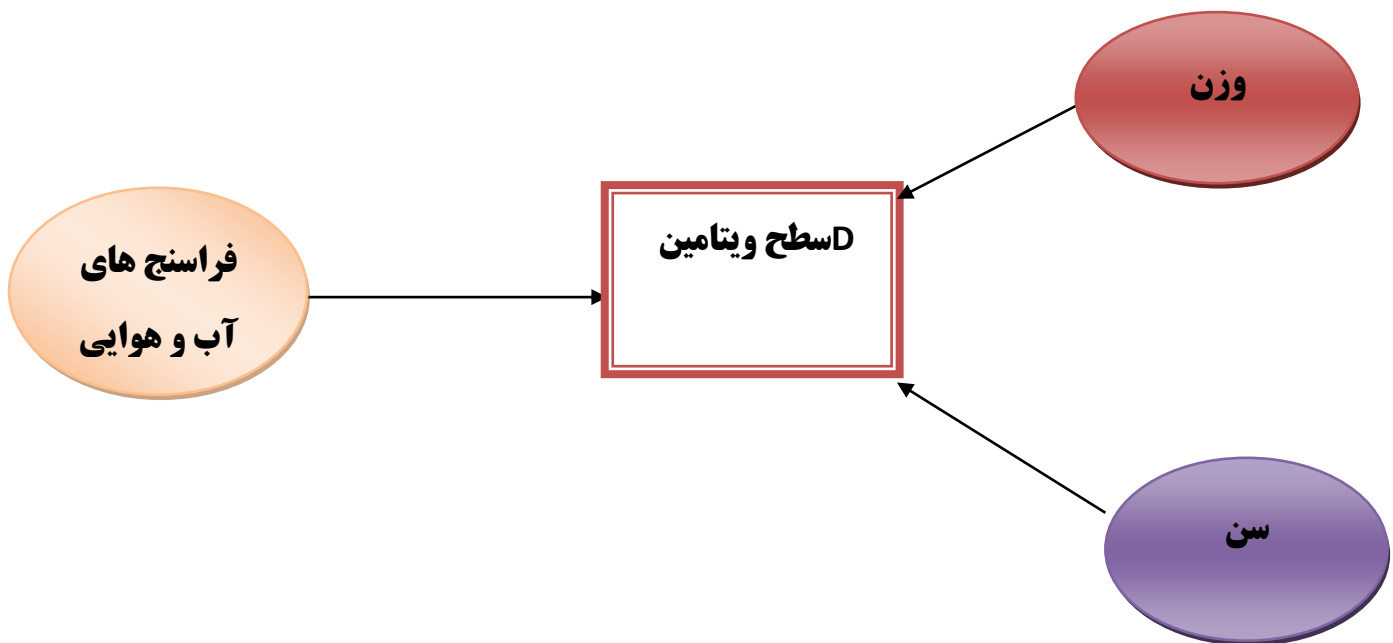 وزن
سطح ویتامینD
فراسنج های
آب و هوایی
سن